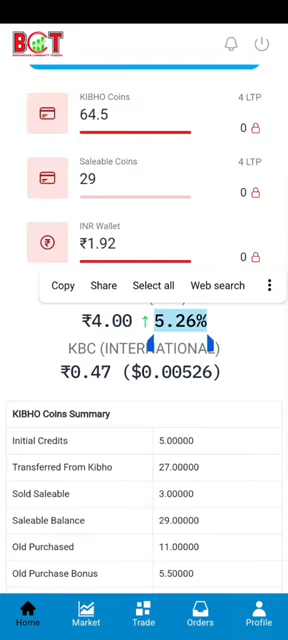 BCT
KIBHO Coins
4 LTP
64.5
0
Saleable Coins
4 LTP
29
0
INR Wallet
₹1.92
0
Copy Share Select all Web search
₹4.00 ↑ 5.26%
KBC (INTERNATIONAL)
₹0.47 ($0.00526)
KIBHO Coins Summary
Initial Credits 5.00000
Transferred From Kibho 27.00000
Sold Saleable 3.00000
Saleable Balance 29.00000
Old Purchased 11.00000
Old Purchase Bonus 5.50000
Home Market Trade Orders Profile